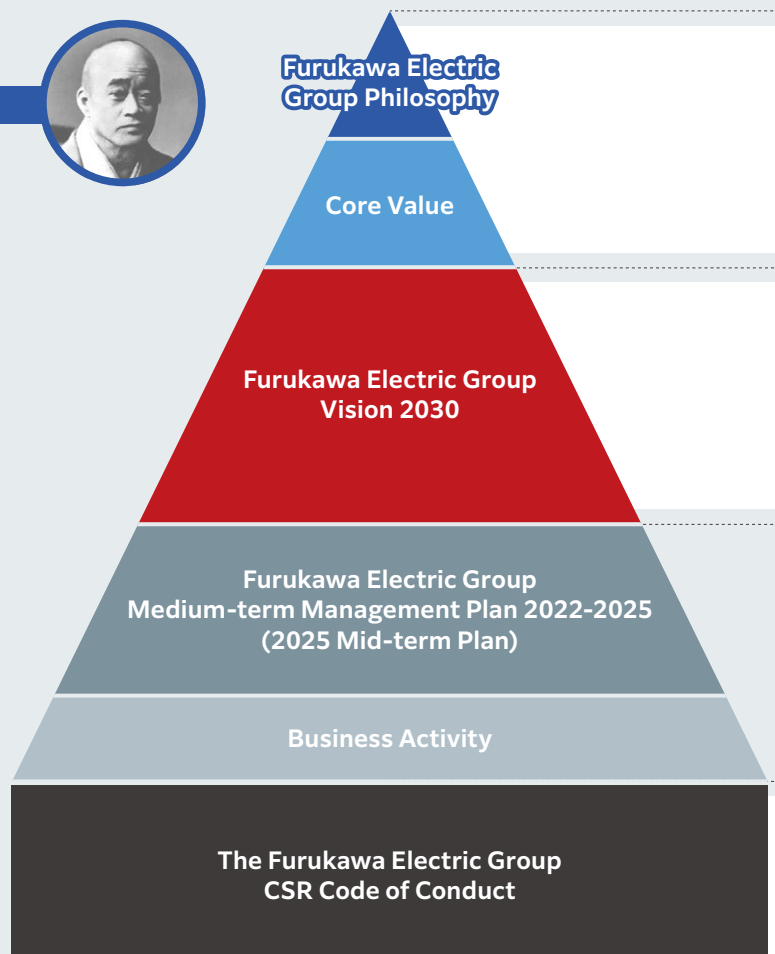 Furukawa Electric
Group Philosophy
Core Value
Furukawa Electric Group
Vision 2030
Furukawa Electric Group
Medium-term Management Plan 2022-2025
(2025 Mid-term Plan)
Business Activity
The Furukawa Electric Group
CSR Code of Conduct